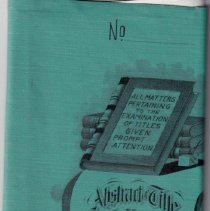 No.
ALL MATTERS
PERTAINING
TO THE
EXAMINATION
OF TITLES
GIVEN
PROMPT
ATTENTION
Abstract of Title